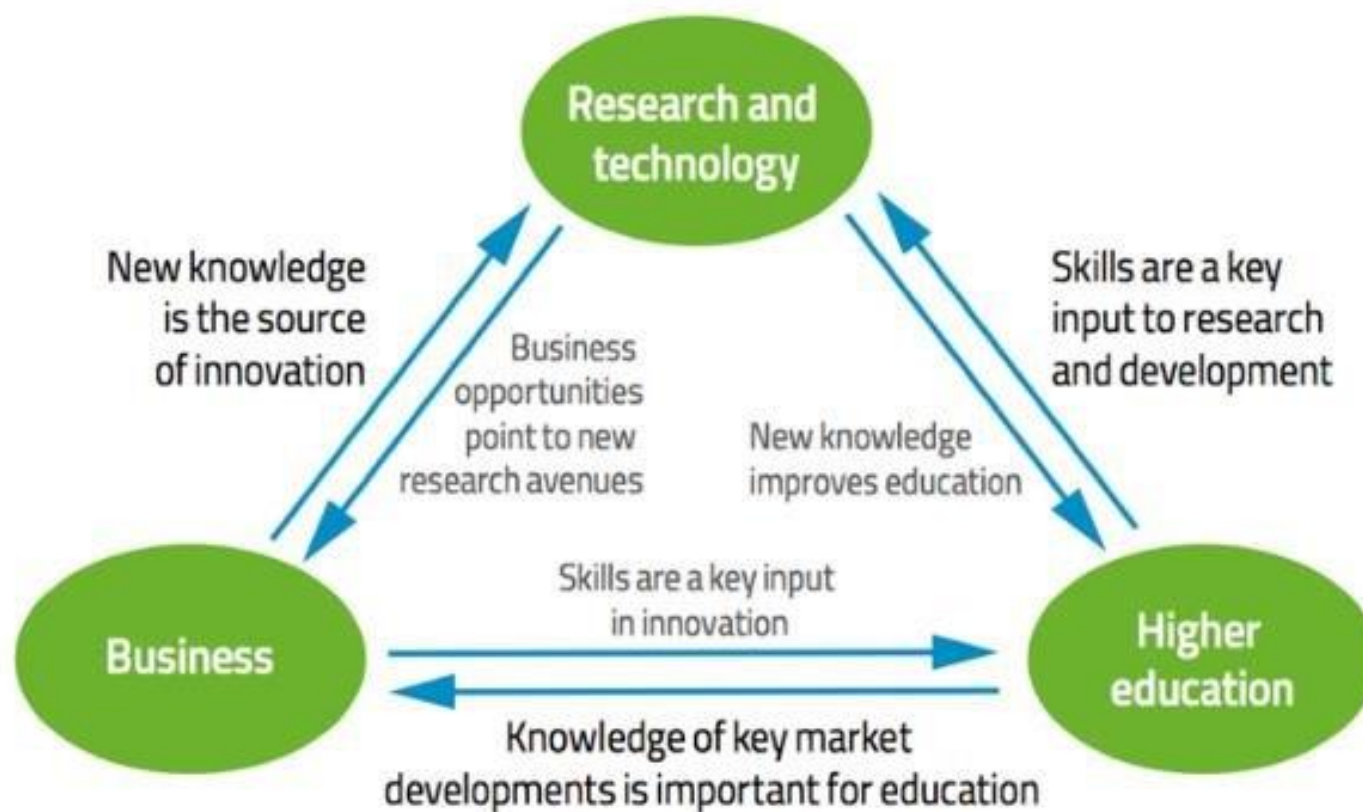 Research and
technology
New knowledge
is the source
of innovation
Business
opportunities
point to new
research avenues
New knowledge
improves education
Skills are a key
input to research
and development
Skills are a key input
in innovation
Business
Higher
education
Knowledge of key market
developments is important for education